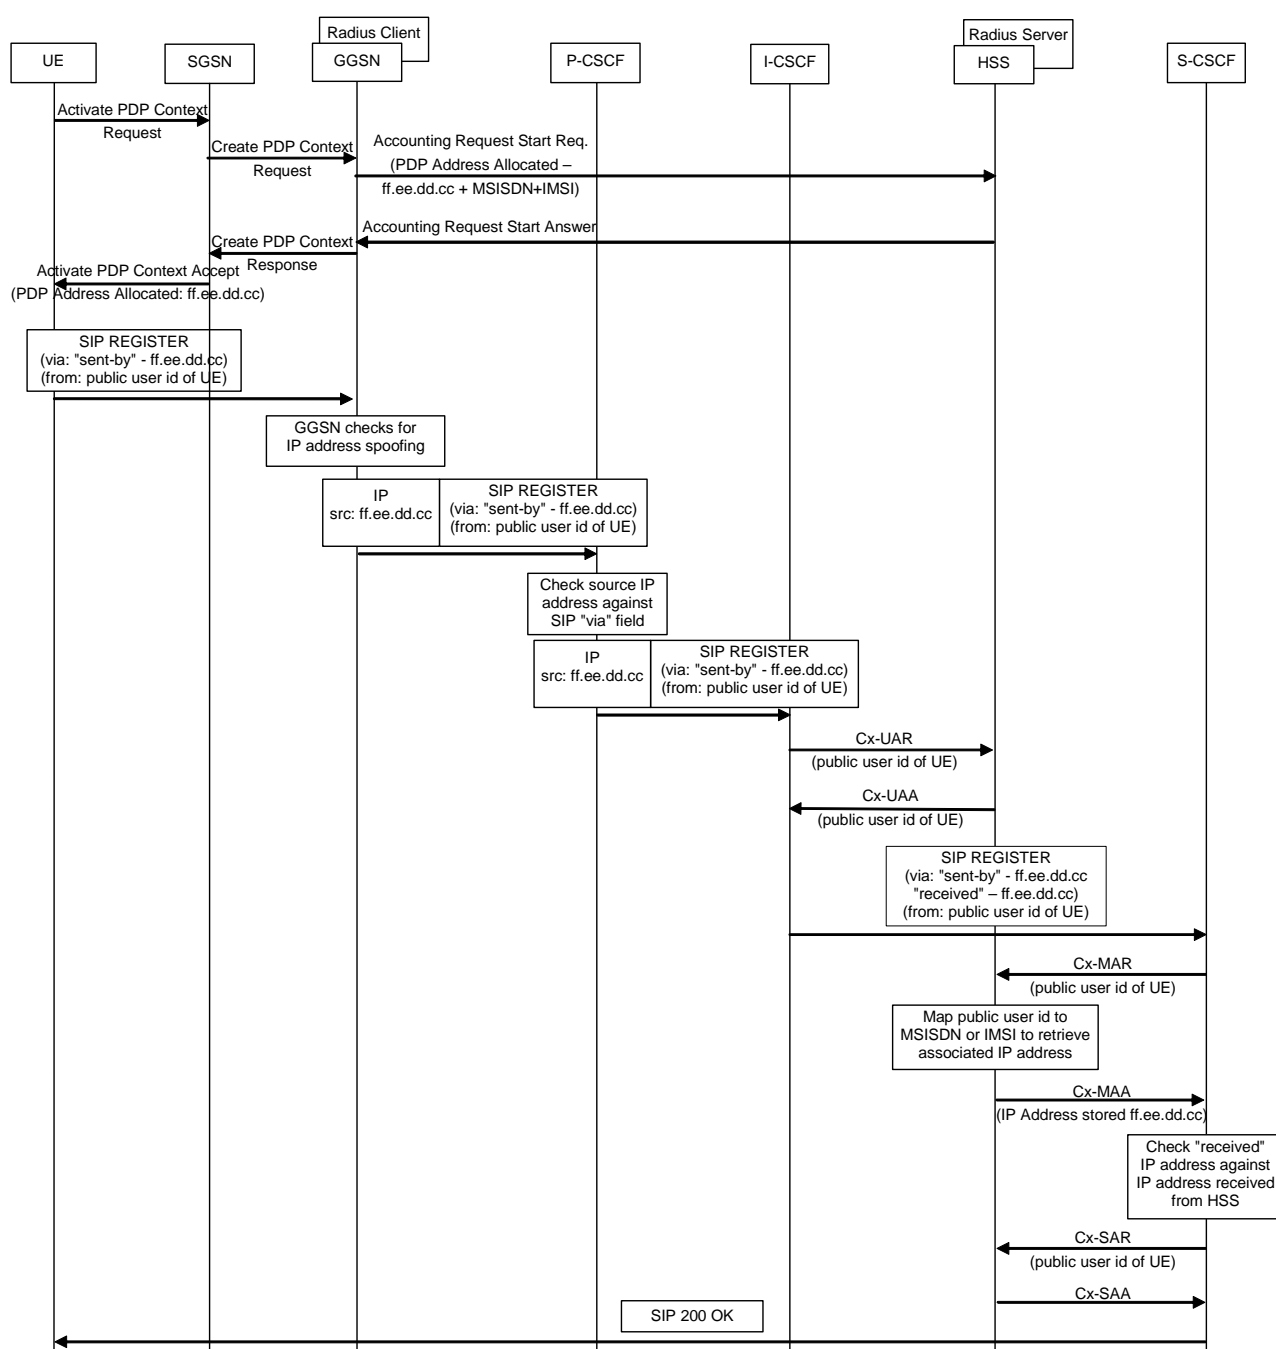 Radius Client
Radius Server
UE
SGSN
GGSN
P-CSCF
I-CSCF
HSS
S-CSCF
Activate PDP Context
Request
Create PDP Context
Request
Accounting Request Start Req.
(PDP Address Allocated –
ff.ee.dd.cc + MSISDN+IMSI)
Accounting Request Start Answer
Create PDP Context
Response
Activate PDP Context Accept
(PDP Address Allocated: ff.ee.dd.cc)
SIP REGISTER
(via: "sent-by" - ff.ee.dd.cc)
(from: public user id of UE)
GGSN checks for
IP address spoofing
IP
src: ff.ee.dd.cc
SIP REGISTER
(via: "sent-by" - ff.ee.dd.cc)
(from: public user id of UE)
Check source IP
address against
SIP "via" field
IP
src: ff.ee.dd.cc
SIP REGISTER
(via: "sent-by" - ff.ee.dd.cc)
(from: public user id of UE)
Cx-UAR
(public user id of UE)
Cx-UAA
(public user id of UE)
SIP REGISTER
(via: "sent-by" - ff.ee.dd.cc
"received" – ff.ee.dd.cc)
(from: public user id of UE)
Cx-MAR
(public user id of UE)
Map public user id to
MSISDN or IMSI to retrieve
associated IP address
Cx-MAA
(IP Address stored ff.ee.dd.cc)
Check "received"
IP address against
IP address received
from HSS
Cx-SAR
(public user id of UE)
Cx-SAA
SIP 200 OK